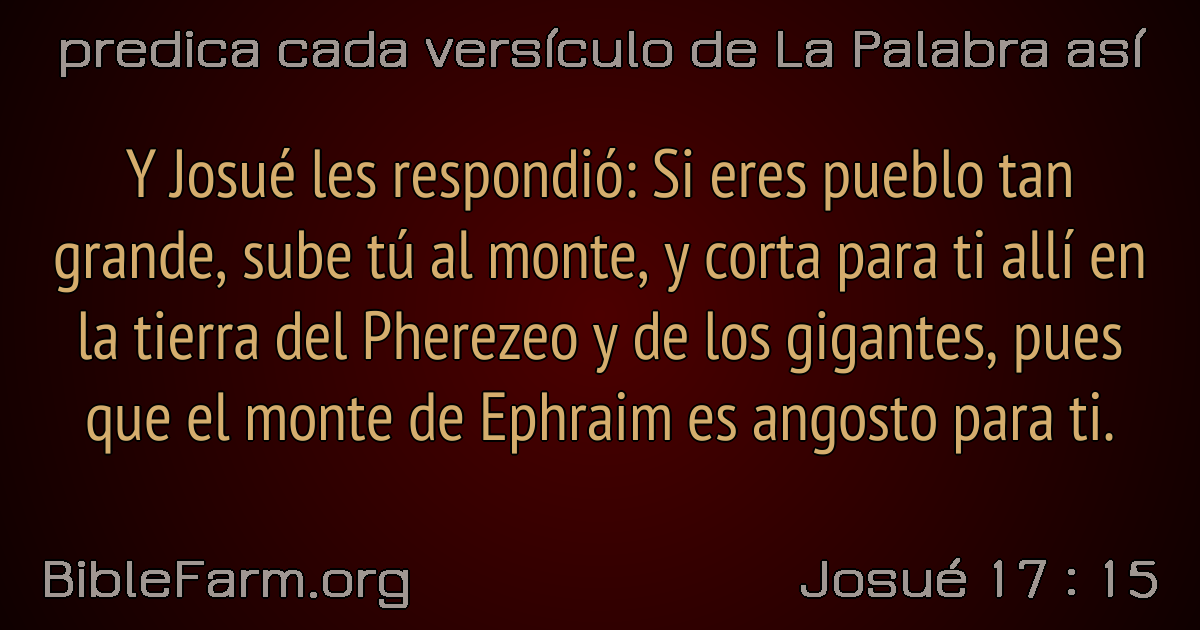 predica cada versículo de La Palabra así
Y Josué les respondió: Si eres pueblo tan
grande, sube tú al monte, y corta para ti allí en
la tierra del Pherezeo y de los gigantes, pues
que el monte de Ephraim es angosto para ti.
BibleFarm.org
Josué 17 : 15